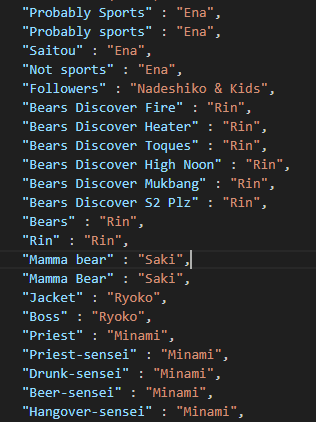 "Probably Sports" : "Ena",
"Probably sports" : "Ena",
"Saitou" : "Ena",
"Not sports" : "Ena",
"Followers" : "Nadeshiko & Kids",
"Bears Discover Fire" : "Rin",
"Bears Discover Heater" : "Rin",
"Bears Discover Toques" : "Rin",
"Bears Discover High Noon" : "Rin",
"Bears Discover Mukbang" : "Rin",
"Bears Discover S2 Plz" : "Rin",
"Bears" : "Rin",
"Rin" : "Rin",
"Mamma bear" : "Saki",
"Mamma Bear" : "Saki",
"Jacket" : "Ryoko",
"Boss" : "Ryoko",
"Priest" : "Minami",
"Priest-sensei" : "Minami",
"Drunk-sensei" : "Minami",
"Beer-sensei" : "Minami",
"Hangover-sensei" : "Minami",